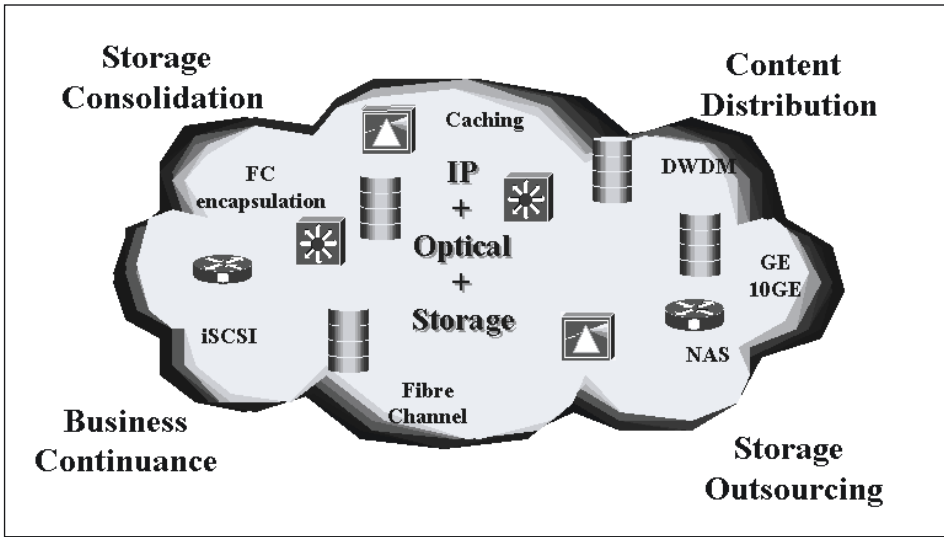 Storage
Consolidation
Content
Distribution
Caching
IP
+
Optical
+
Storage
FC
encapsulation
DWDM
GE
10GE
iSCSI
NAS
Fibre
Channel
Business
Continuance
Storage
Outsourcing